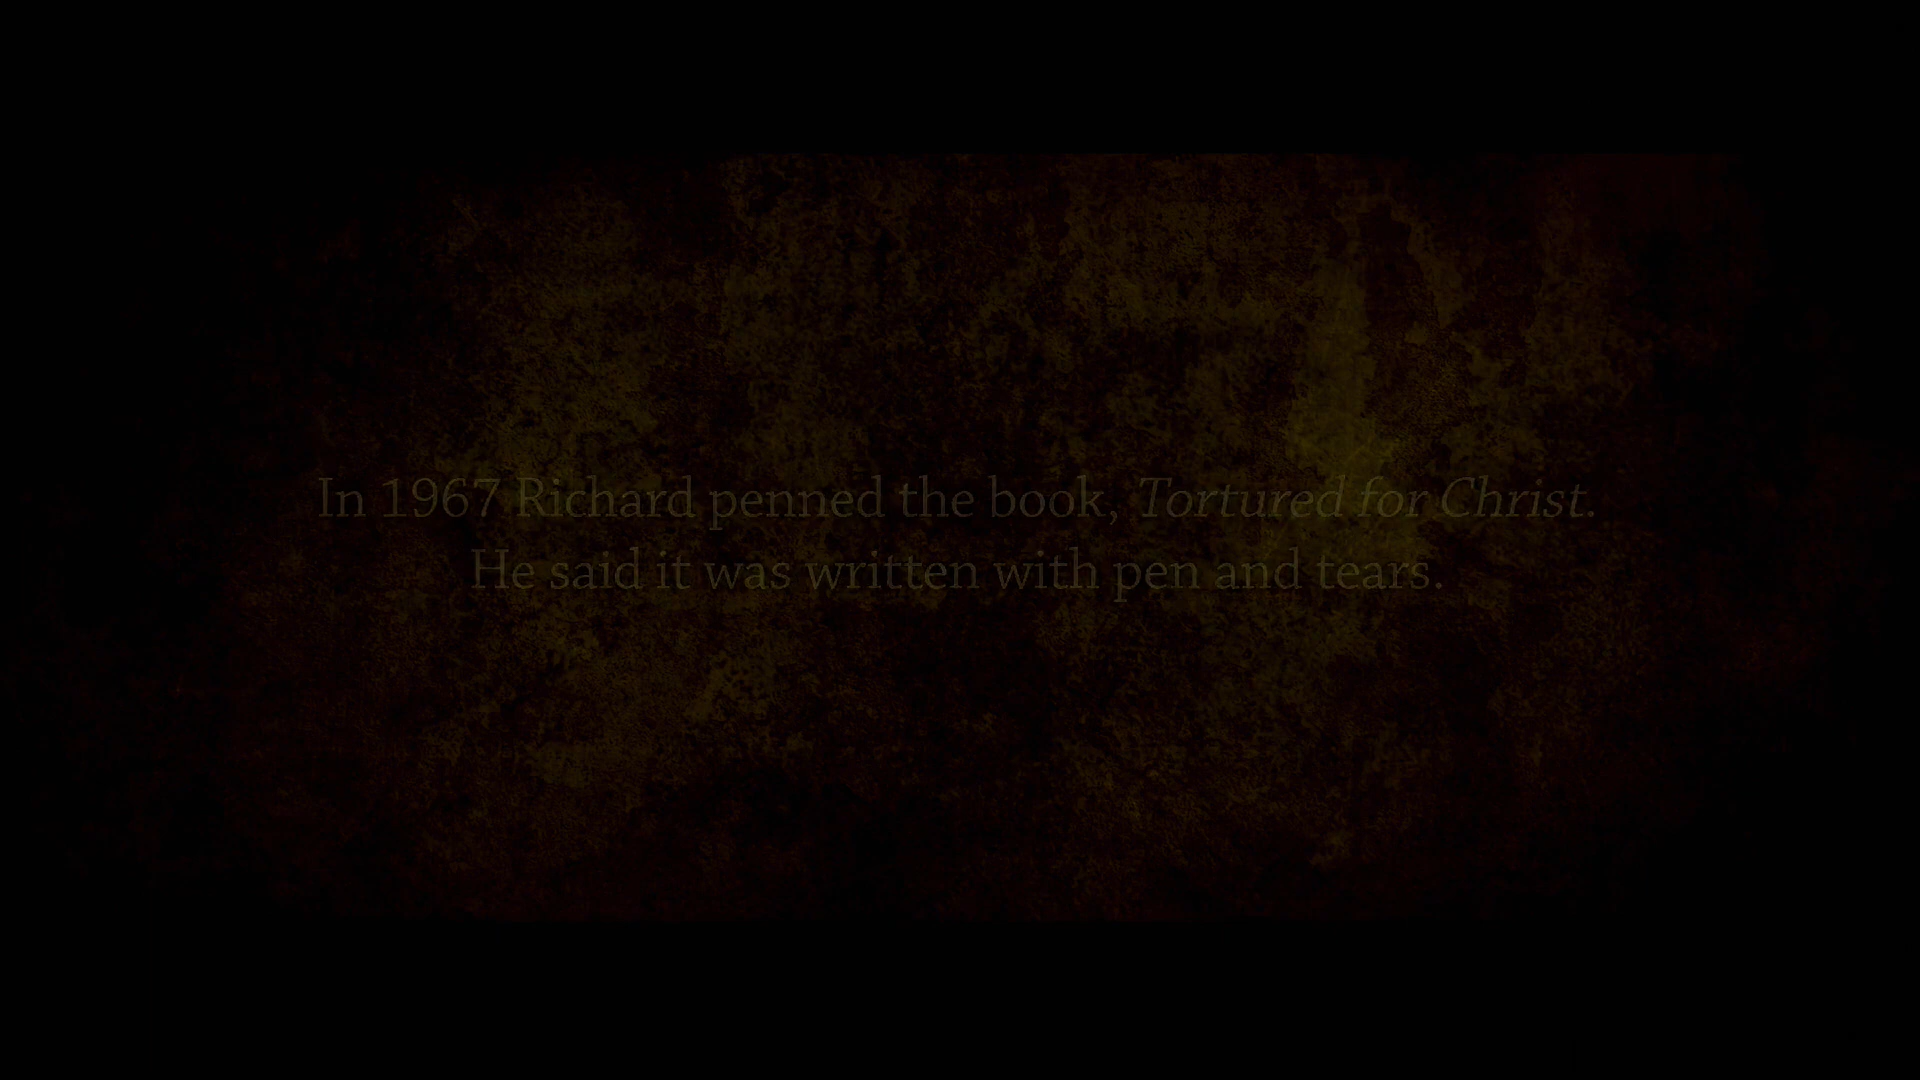 In 1967 Richard penned the book, Tortured for Christ.
He said it was written with pen and tears.